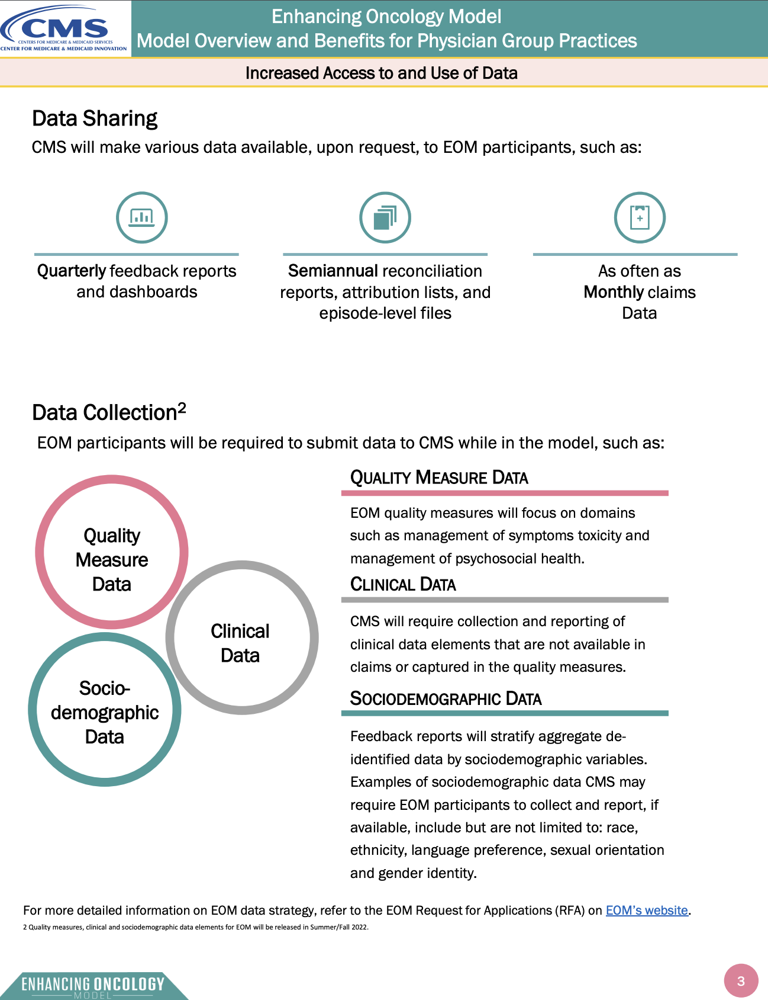 CMS
CENTERS FOR MEDICARE & MEDICAID SERVICES
CENTER FOR MEDICARE & MEDICAID INNOVATION
Enhancing Oncology Model
Model Overview and Benefits for Physician Group Practices
Increased Access to and Use of Data
Data Sharing
CMS will make various data available, upon request, to EOM participants, such as:
Quarterly feedback reports
and dashboards
Semiannual reconciliation
reports, attribution lists, and
episode-level files
As often as
Monthly claims
Data
Data Collection2
EOM participants will be required to submit data to CMS while in the model, such as:
Quality
Measure
Data
Clinical
Data
Socio-
demographic
Data
QUALITY MEASURE DATA
EOM quality measures will focus on domains
such as management of symptoms toxicity and
management of psychosocial health.
CLINICAL DATA
CMS will require collection and reporting of
clinical data elements that are not available in
claims or captured in the quality measures.
SOCIODEMOGRAPHIC DATA
Feedback reports will stratify aggregate de-
identified data by sociodemographic variables.
Examples of sociodemographic data CMS may
require EOM participants to collect and report, if
available, include but are not limited to: race,
ethnicity, language preference, sexual orientation
and gender identity.
For more detailed information on EOM data strategy, refer to the EOM Request for Applications (RFA) on EOM's website.
2 Quality measures, clinical and sociodemographic data elements for EOM will be released in Summer/Fall 2022.
ENHANCING ONCOLOGY
MODEL
3